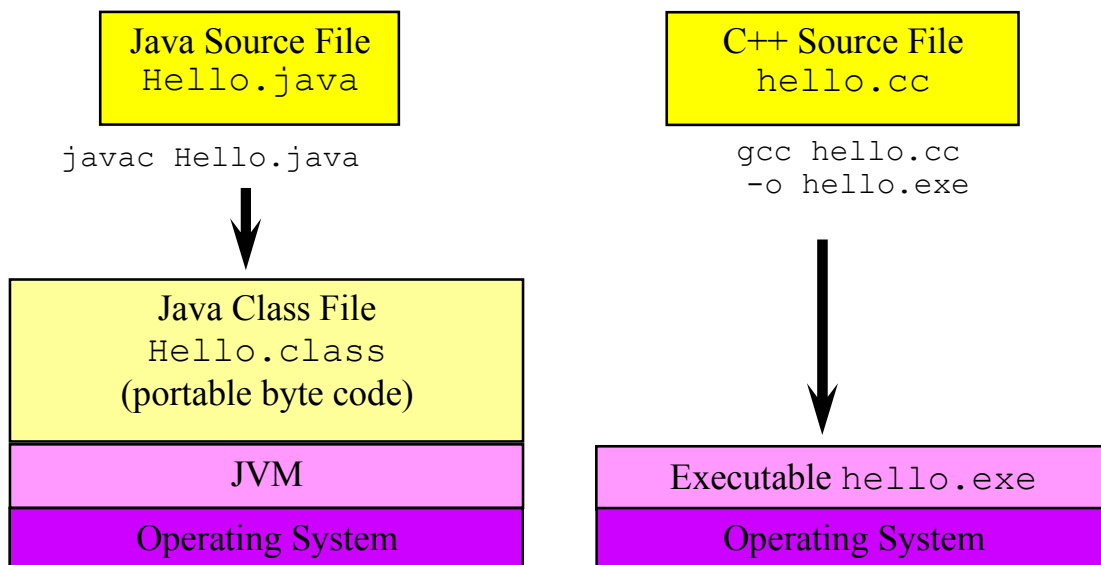 Java Source File
Hello.java
javac Hello.java
Java Class File
Hello.class
(portable byte code)
JVM
Operating System
C++ Source File
hello.cc
gcc hello.cc
-o hello.exe
Executable hello.exe
Operating System